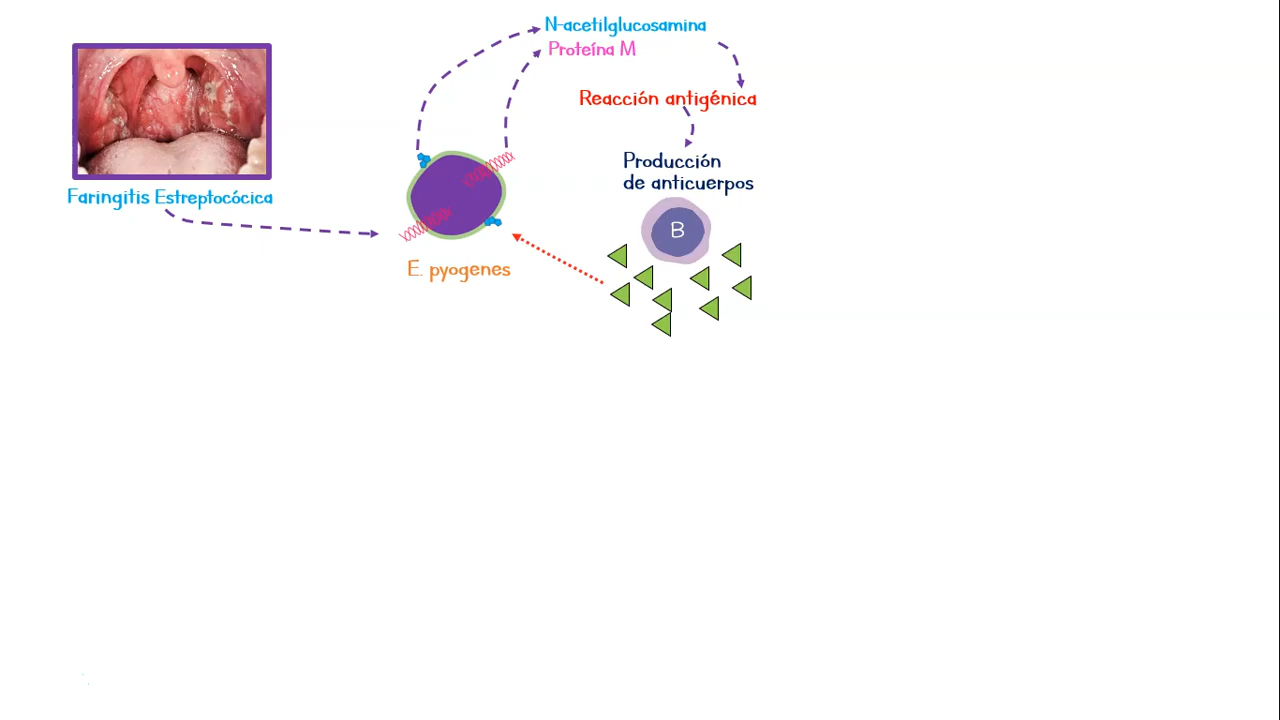 N-acetilglucosamina
Proteína M
Reacción antigénica
Producción
de anticuerpos
Faringitis Estreptocócica
B
E. pyogenes